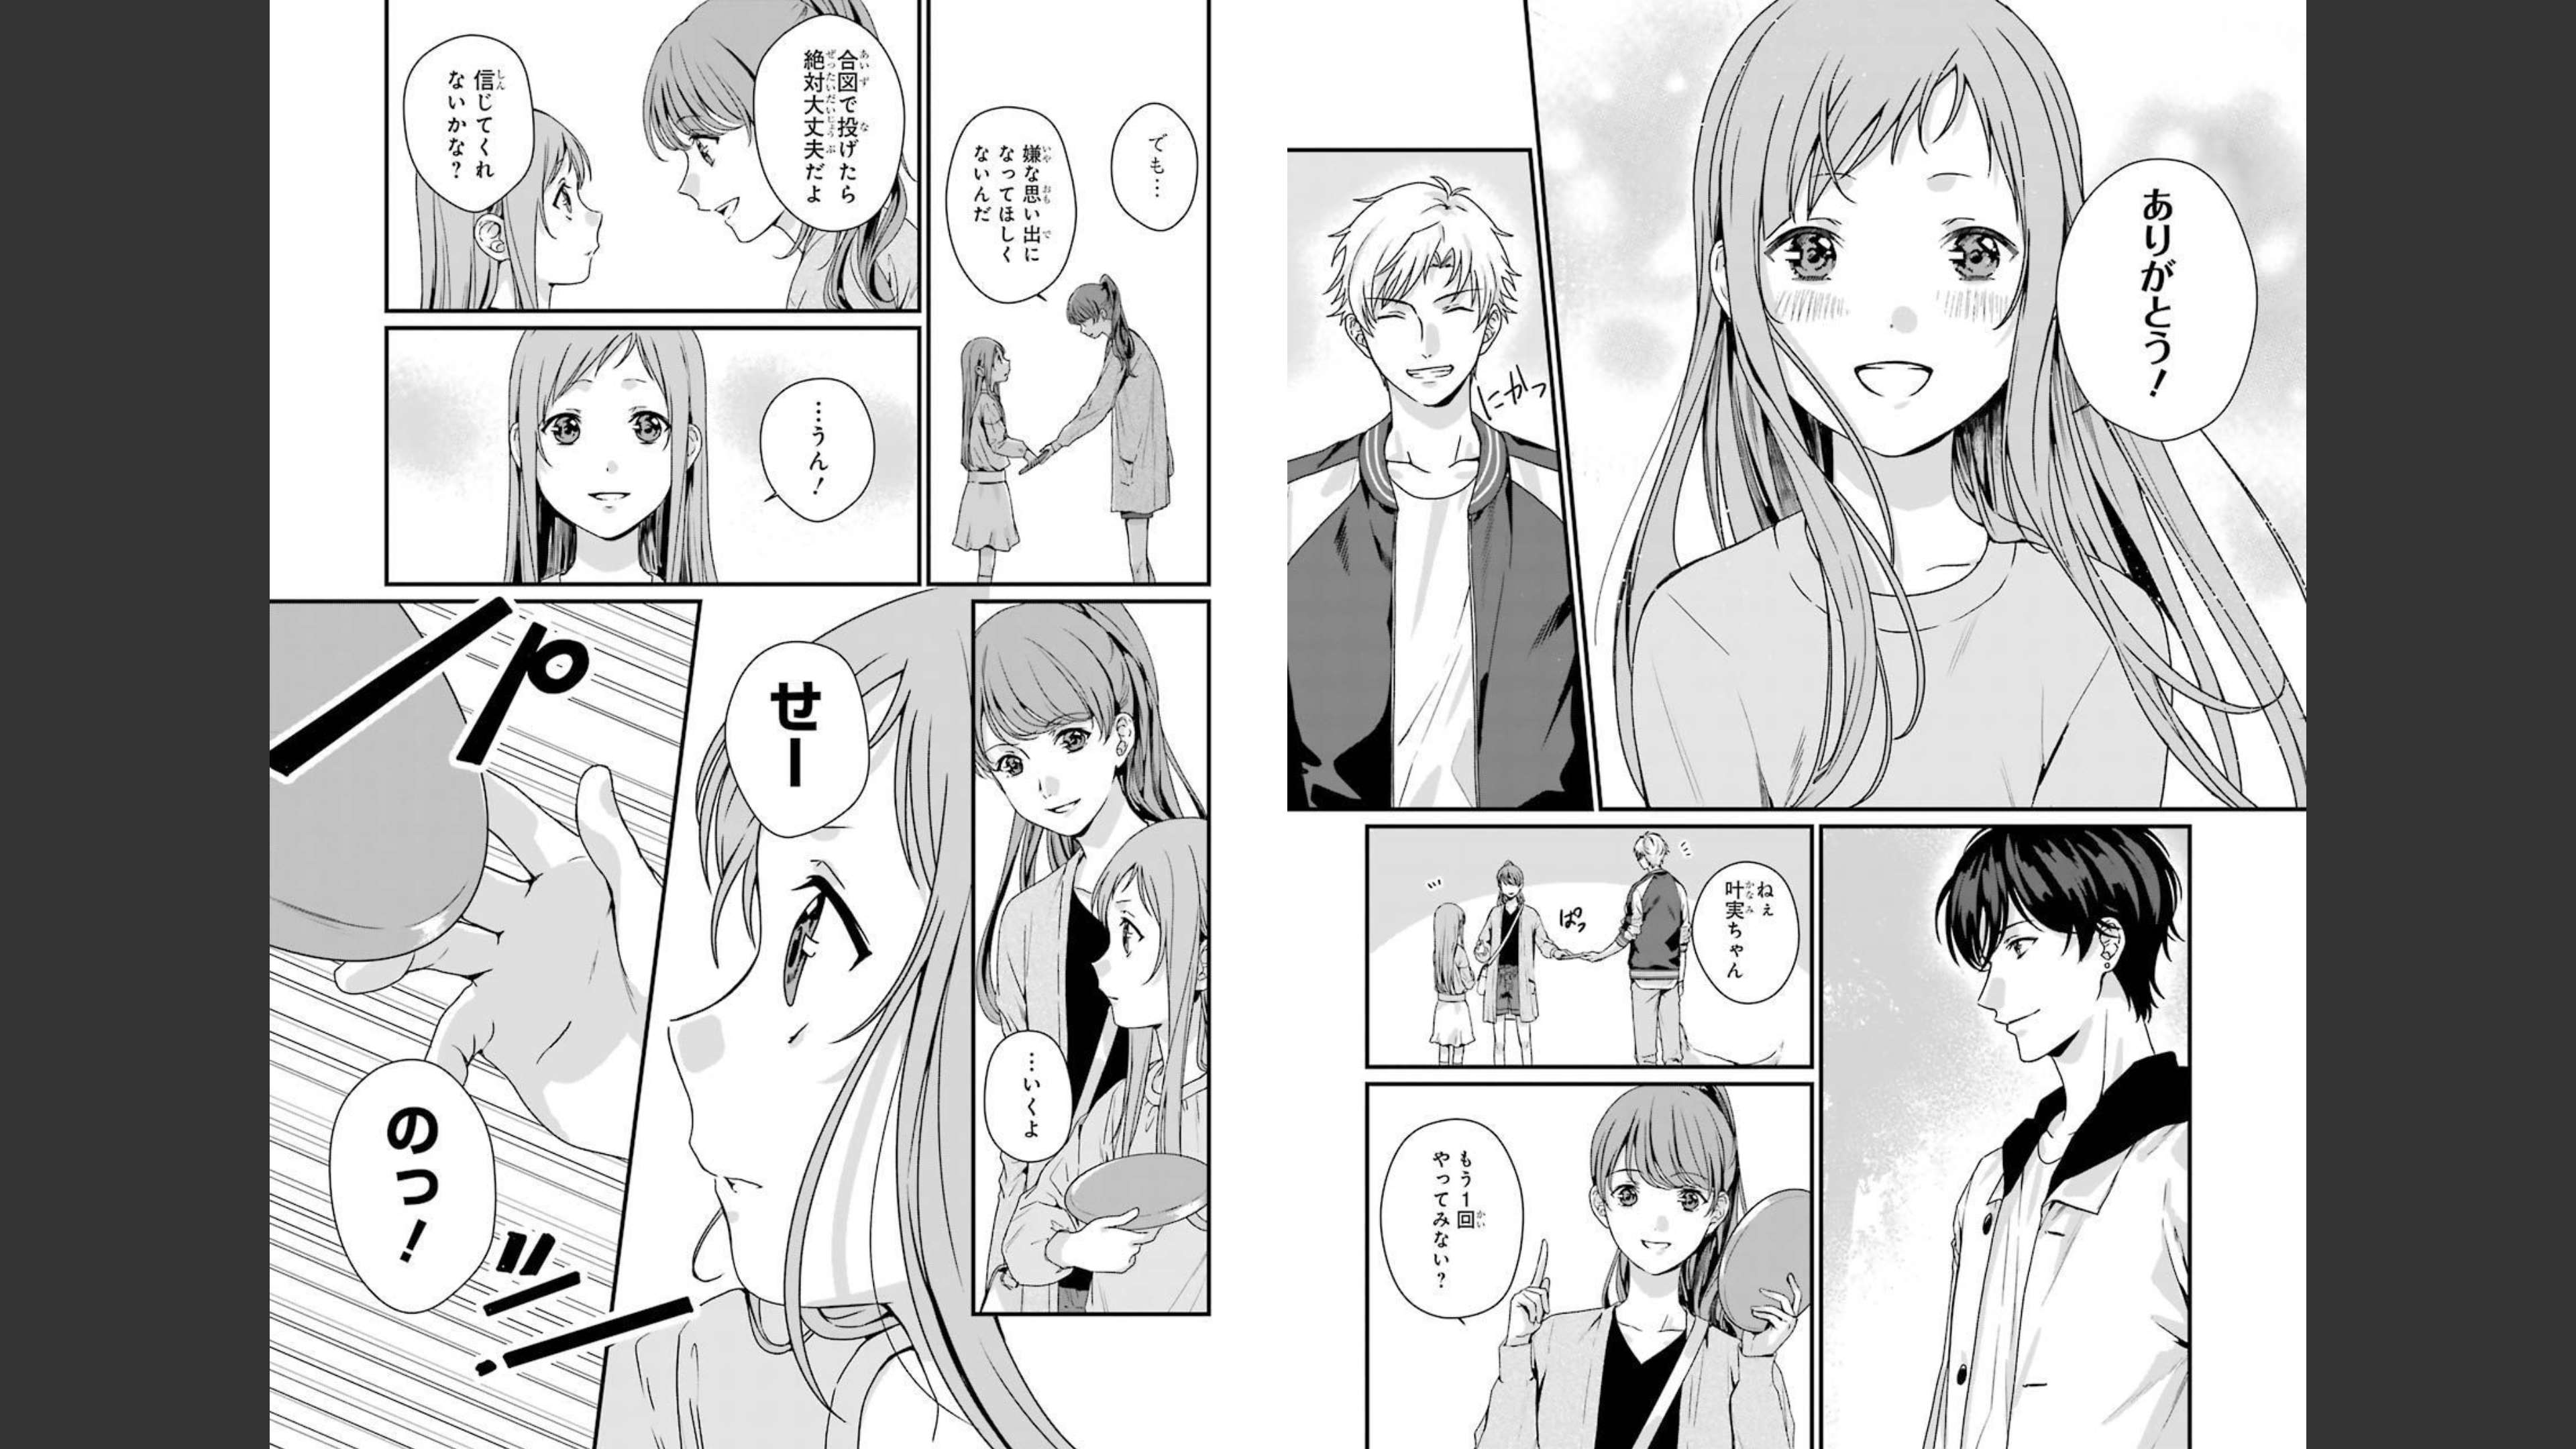 ありがとう！
にかっ
ねぇ
叶実ちゃん
ぱっ
もう1回
やってみない？
でも…
嫌な思い出に
なってほしく
ないんだ
合図で投げたら
絶対大丈夫だよ
信じてくれ
ないかな？
…うん！
…いくよ
せー
のっ！
パシッ